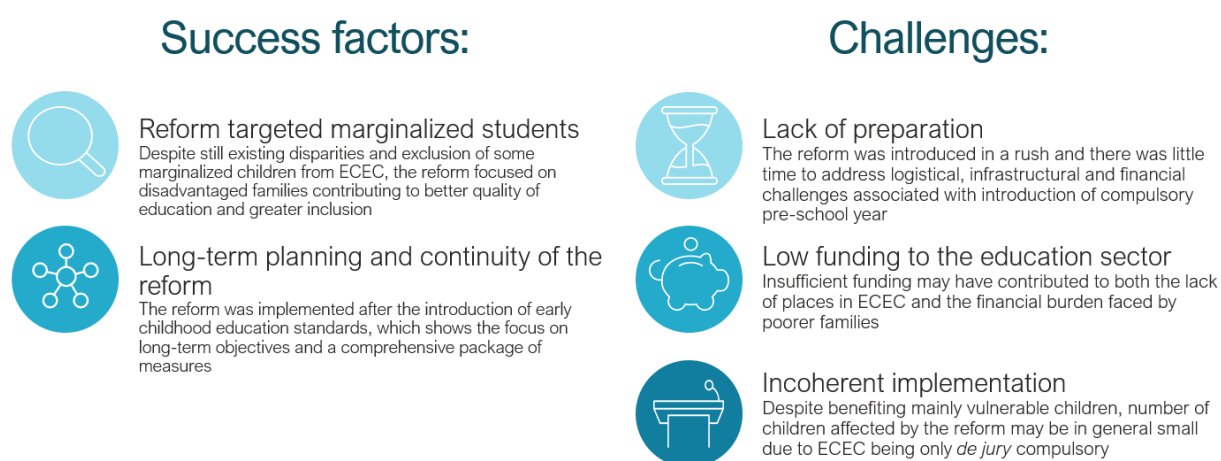 Success factors:
Reform targeted marginalized students
Despite still existing disparities and exclusion of some
marginalized children from ECEC, the reform focused on
disadvantaged families contributing to better quality of
education and greater inclusion
Long-term planning and continuity of the
reform
The reform was implemented after the introduction of early
childhood education standards, which shows the focus on
long-term objectives and a comprehensive package of
measures
Challenges:
Lack of preparation
The reform was introduced in a rush and there was little
time to address logistical, infrastructural and financial
challenges associated with introduction of compulsory
pre-school year
Low funding to the education sector
Insufficient funding may have contributed to both the lack
of places in ECEC and the financial burden faced by
poorer families
Incoherent implementation
Despite benefiting mainly vulnerable children, number of
children affected by the reform may be in general small
due to ECEC being only de jury compulsory